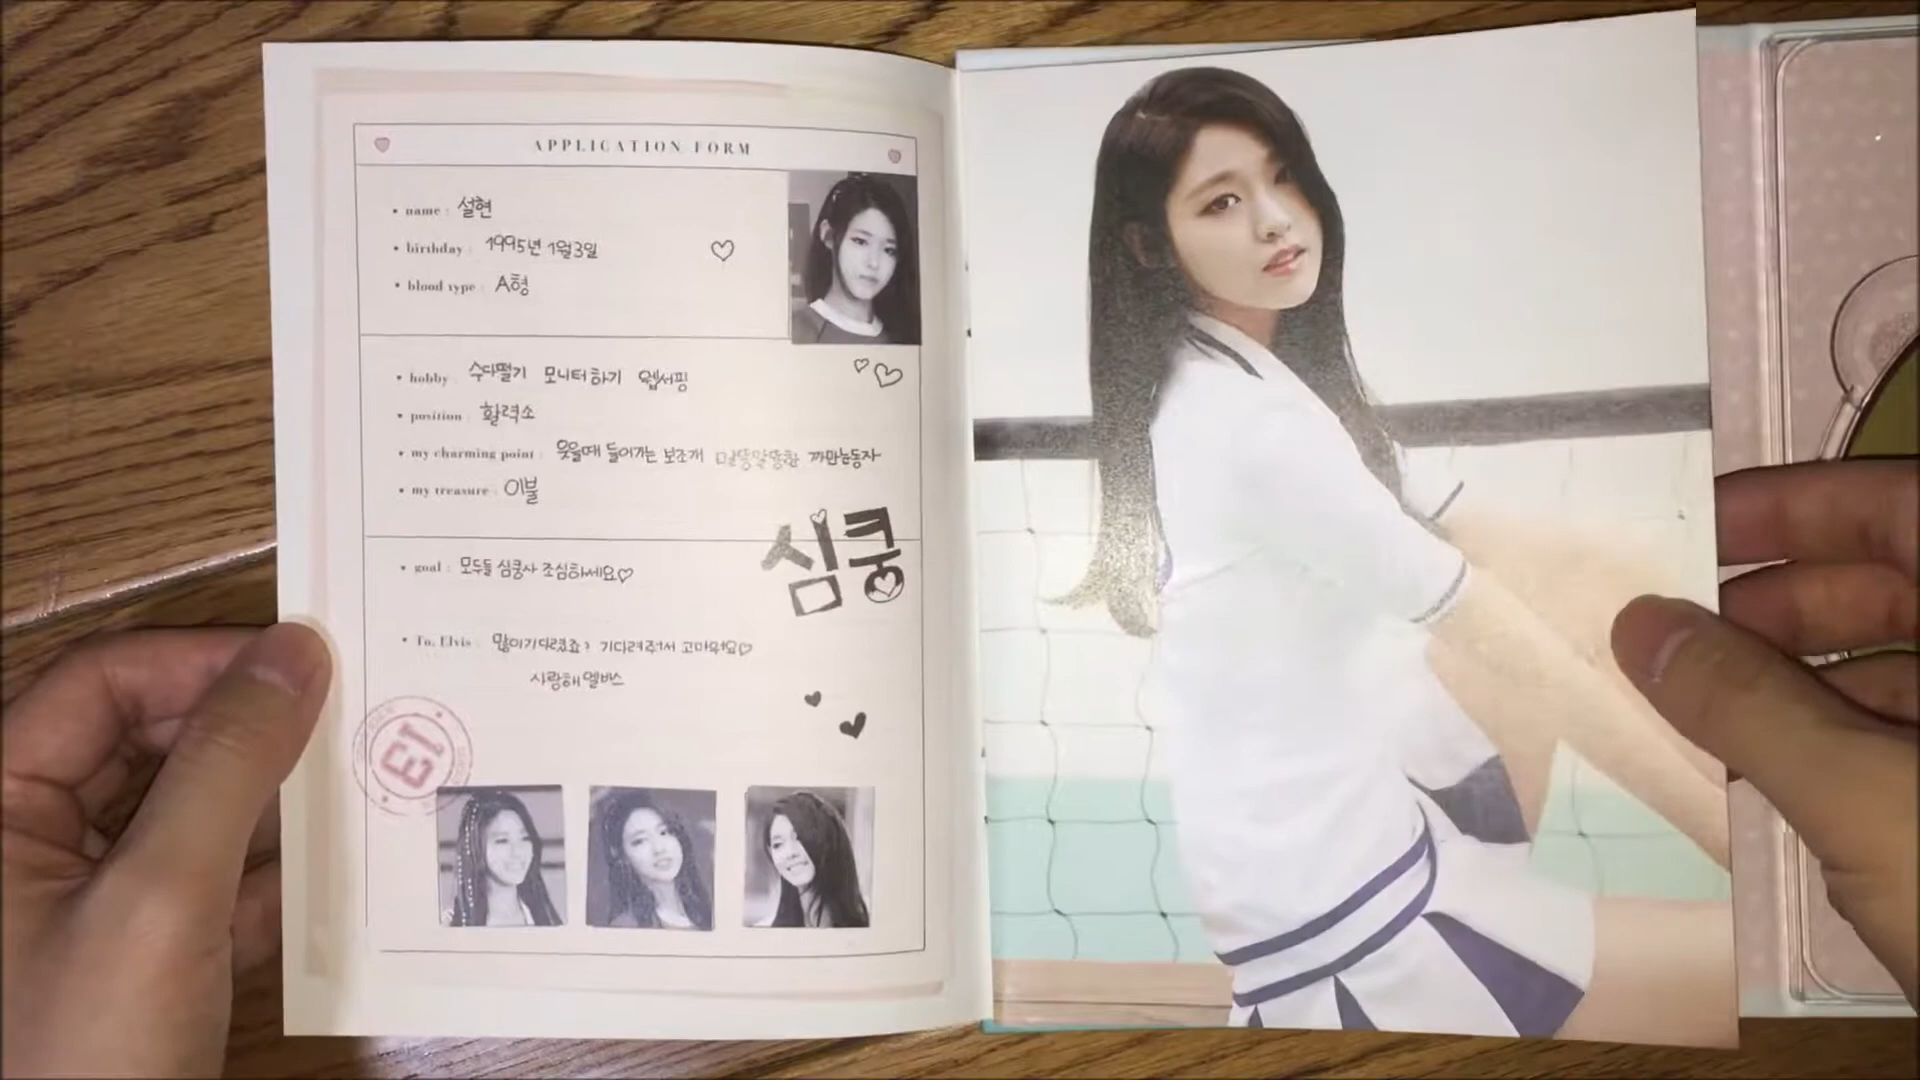 APPLICATION FORM
• name : 설현
• birthday : 1995년 1월3일
• blood type : A형
• hobby : 수다떨기 모니터하기 웹서핑
• position : 활력소
• my charming point : 웃을때 들어가는 보조개 말똥말똥한 까만눈동자
• my treasure : 이불
심쿵
• goal : 모두들 심쿵사 조심하세요♡
• To. Elvis : 많이기다렸죠? 기다려줘서 고마워요♡
사랑해 엘비스
13